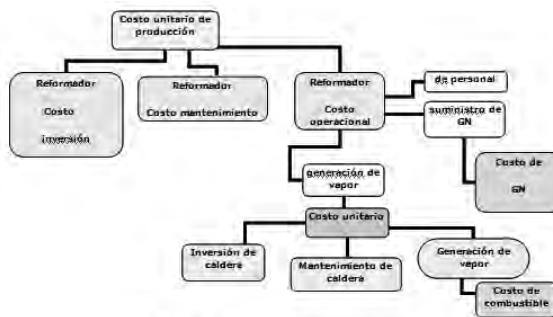 Costo unitario de
producción
Reformador
Costo
inversión
Reformador
Costo mantenimiento
Reformador
Costo
operacional
de personal
suministro de
GN
Costo de
GN
generación de
vapor
Costo unitario
Inversión de
caldera
Mantenimiento de
caldera
Generación de
vapor
Costo de
combustible